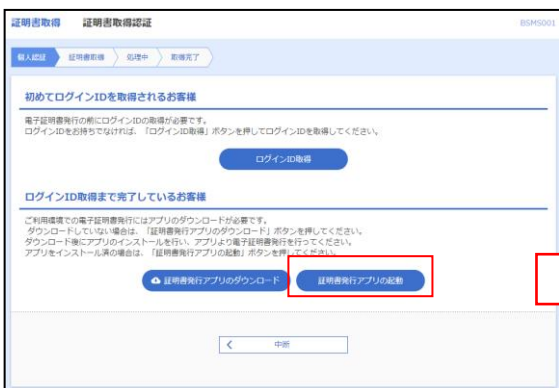 証明書取得 証明書取得認証 BSMS001
個人認証 証明書取得 処理中 取得完了
初めてログインIDを取得されるお客様
電子証明書発行の前にログインIDの取得が必要です。
ログインIDをお持ちでなければ、「ログインID取得」ボタンを押してログインIDを取得してください。
ログインID取得
ログインID取得まで完了しているお客様
ご利用環境での電子証明書発行にはアプリのダウンロードが必要です。
ダウンロードしていない場合は、「証明書発行アプリのダウンロード」ボタンを押してください。
ダウンロード後にアプリのインストールを行い、アプリより電子証明書発行を行ってください。
アプリをインストール済の場合は、「証明書発行アプリの起動」ボタンを押してください。
証明書発行アプリのダウンロード 証明書発行アプリの起動
中断